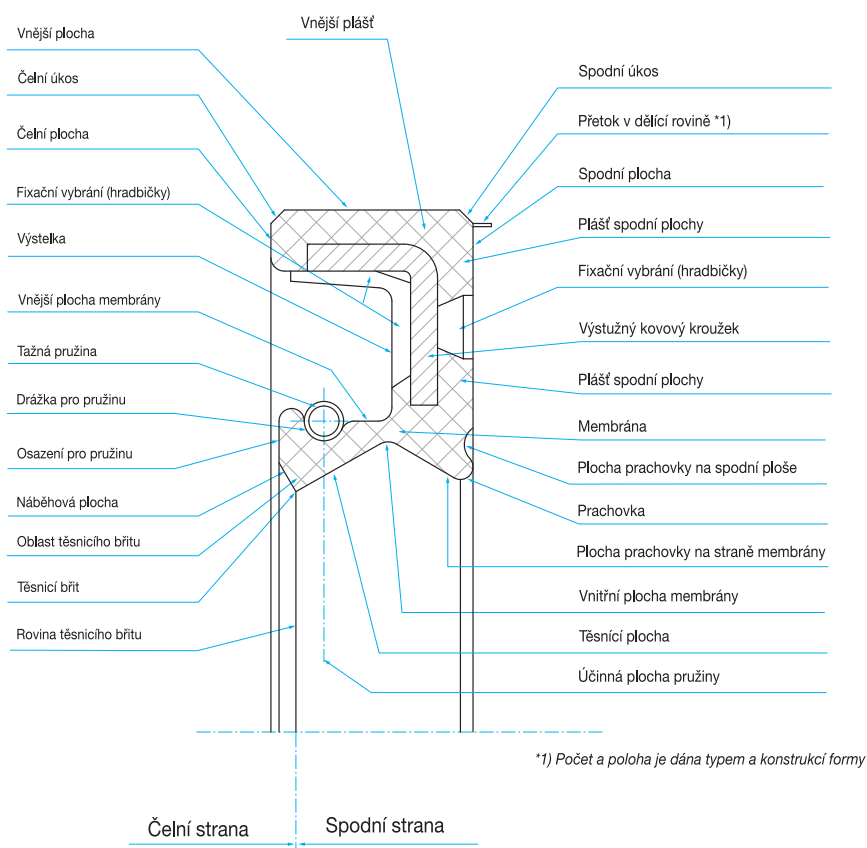 Vnější plocha
Čelní úkos
Čelní plocha
Fixační vybrání (hradbičky)
Výstelka
Vnější plocha membrány
Tažná pružina
Drážka pro pružinu
Osazení pro pružinu
Náběhová plocha
Oblast těsnicího břitu
Těsnicí břit
Rovina těsnicího břitu
Vnější plášť
Spodní úkos
Přetok v dělící rovině *1)
Spodní plocha
Plášť spodní plochy
Fixační vybrání (hradbičky)
Výstužný kovový kroužek
Plášť spodní plochy
Membrána
Plocha prachovky na spodní ploše
Prachovka
Plocha prachovky na straně membrány
Vnitřní plocha membrány
Těsnící plocha
Účinná plocha pružiny
*1) Počet a poloha je dána typem a konstrukcí formy
Čelní strana
Spodní strana